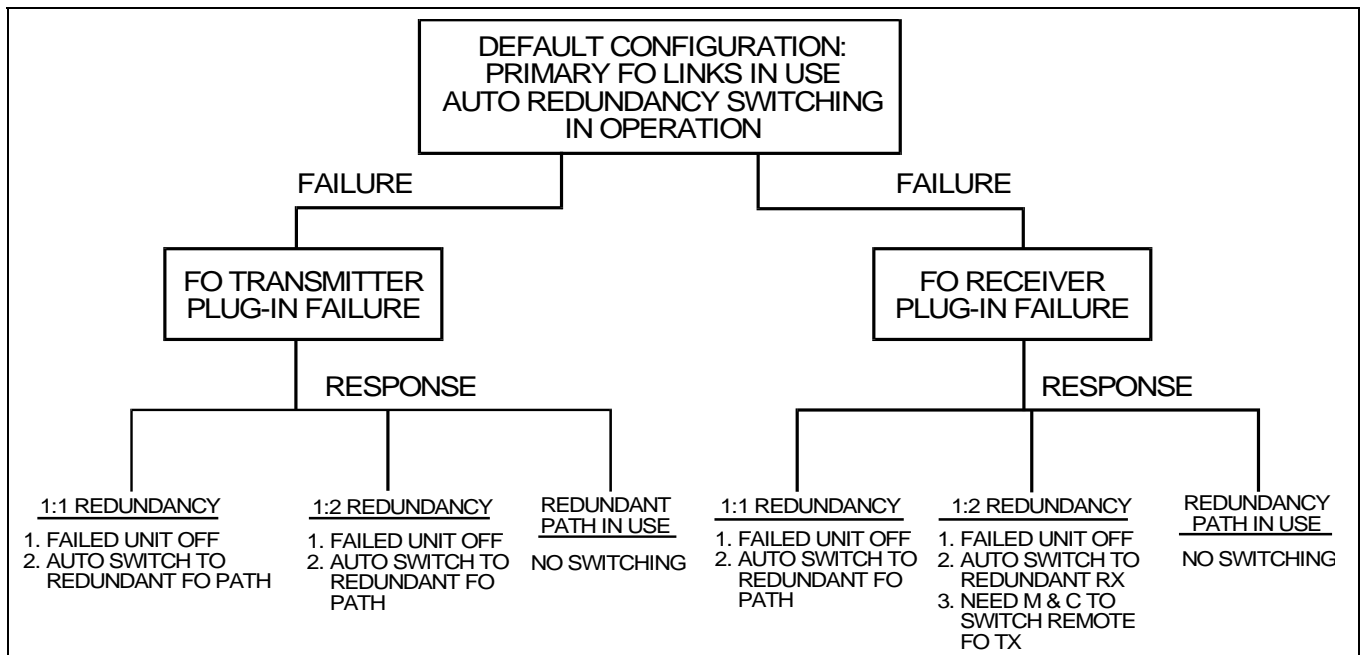 DEFAULT CONFIGURATION:
PRIMARY FO LINKS IN USE
AUTO REDUNDANCY SWITCHING
IN OPERATION
FAILURE
FAILURE
FO TRANSMITTER
PLUG-IN FAILURE
FO RECEIVER
PLUG-IN FAILURE
RESPONSE
RESPONSE
1:1 REDUNDANCY
1. FAILED UNIT OFF
2. AUTO SWITCH TO
REDUNDANT FO PATH
1:2 REDUNDANCY
1. FAILED UNIT OFF
2. AUTO SWITCH TO
REDUNDANT FO
PATH
REDUNDANT
PATH IN USE
NO SWITCHING
1:1 REDUNDANCY
1. FAILED UNIT OFF
2. AUTO SWITCH TO
REDUNDANT FO
PATH
1:2 REDUNDANCY
1. FAILED UNIT OFF
2. AUTO SWITCH TO
REDUNDANT RX
3. NEED M & C TO
SWITCH REMOTE
FO TX
REDUNDANCY
PATH IN USE
NO SWITCHING